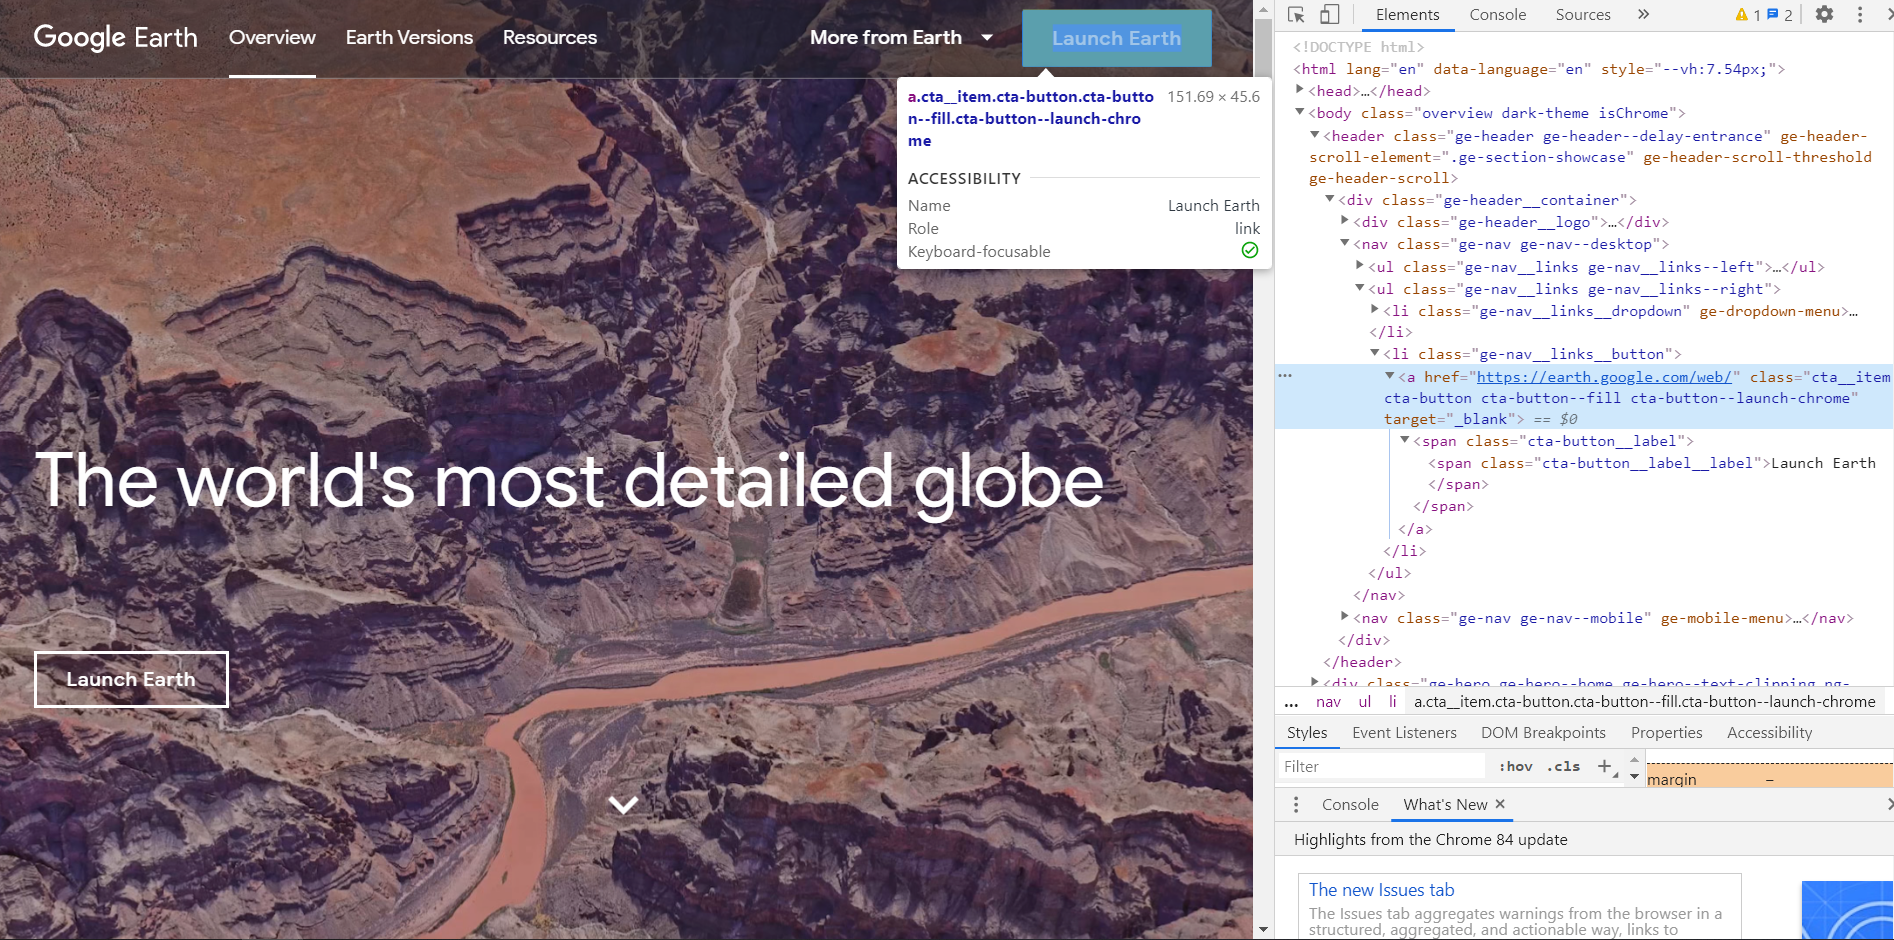 Google Earth
Overview
Earth Versions
Resources
More from Earth
Launch Earth
a.cta__item.cta-button.cta-butto
n--fill.cta-button--launch-chro
me
151.69 × 45.6
ACCESSIBILITY
Name Launch Earth
Role link
Keyboard-focusable
The world's most detailed globe
Launch Earth
Elements Console Sources » 1 2
<!DOCTYPE html>
<html lang="en" data-language="en" style="--vh:7.54px;">
<head>…</head>
<body class="overview dark-theme isChrome">
<header class="ge-header ge-header--delay-entrance" ge-header-
scroll-element=".ge-section-showcase" ge-header-scroll-threshold
ge-header-scroll>
<div class="ge-header__container">
<div class="ge-header__logo">…</div>
<nav class="ge-nav ge-nav--desktop">
<ul class="ge-nav__links ge-nav__links--left">…</ul>
<ul class="ge-nav__links ge-nav__links--right">
<li class="ge-nav__links__dropdown" ge-dropdown-menu>…
</li>
<li class="ge-nav__links__button">
<a href="https://earth.google.com/web/" class="cta__item
cta-button cta-button--fill cta-button--launch-chrome"
target="_blank"> == $0
<span class="cta-button__label">
<span class="cta-button__label__label">Launch Earth
</span>
</span>
</a>
</li>
</ul>
</nav>
<nav class="ge-nav ge-nav--mobile" ge-mobile-menu>…</nav>
</div>
</header>
<div class="ge-hero ge-hero--home ge-hero--text-clipping ng-
... nav ul li a.cta__item.cta-button.cta-button--fill.cta-button--launch-chrome
Styles Event Listeners DOM Breakpoints Properties Accessibility
Filter :hov .cls +
margin –
Console What's New ×
Highlights from the Chrome 84 update
The new Issues tab
The Issues tab aggregates warnings from the browser in a
structured, aggregated, and actionable way, links to